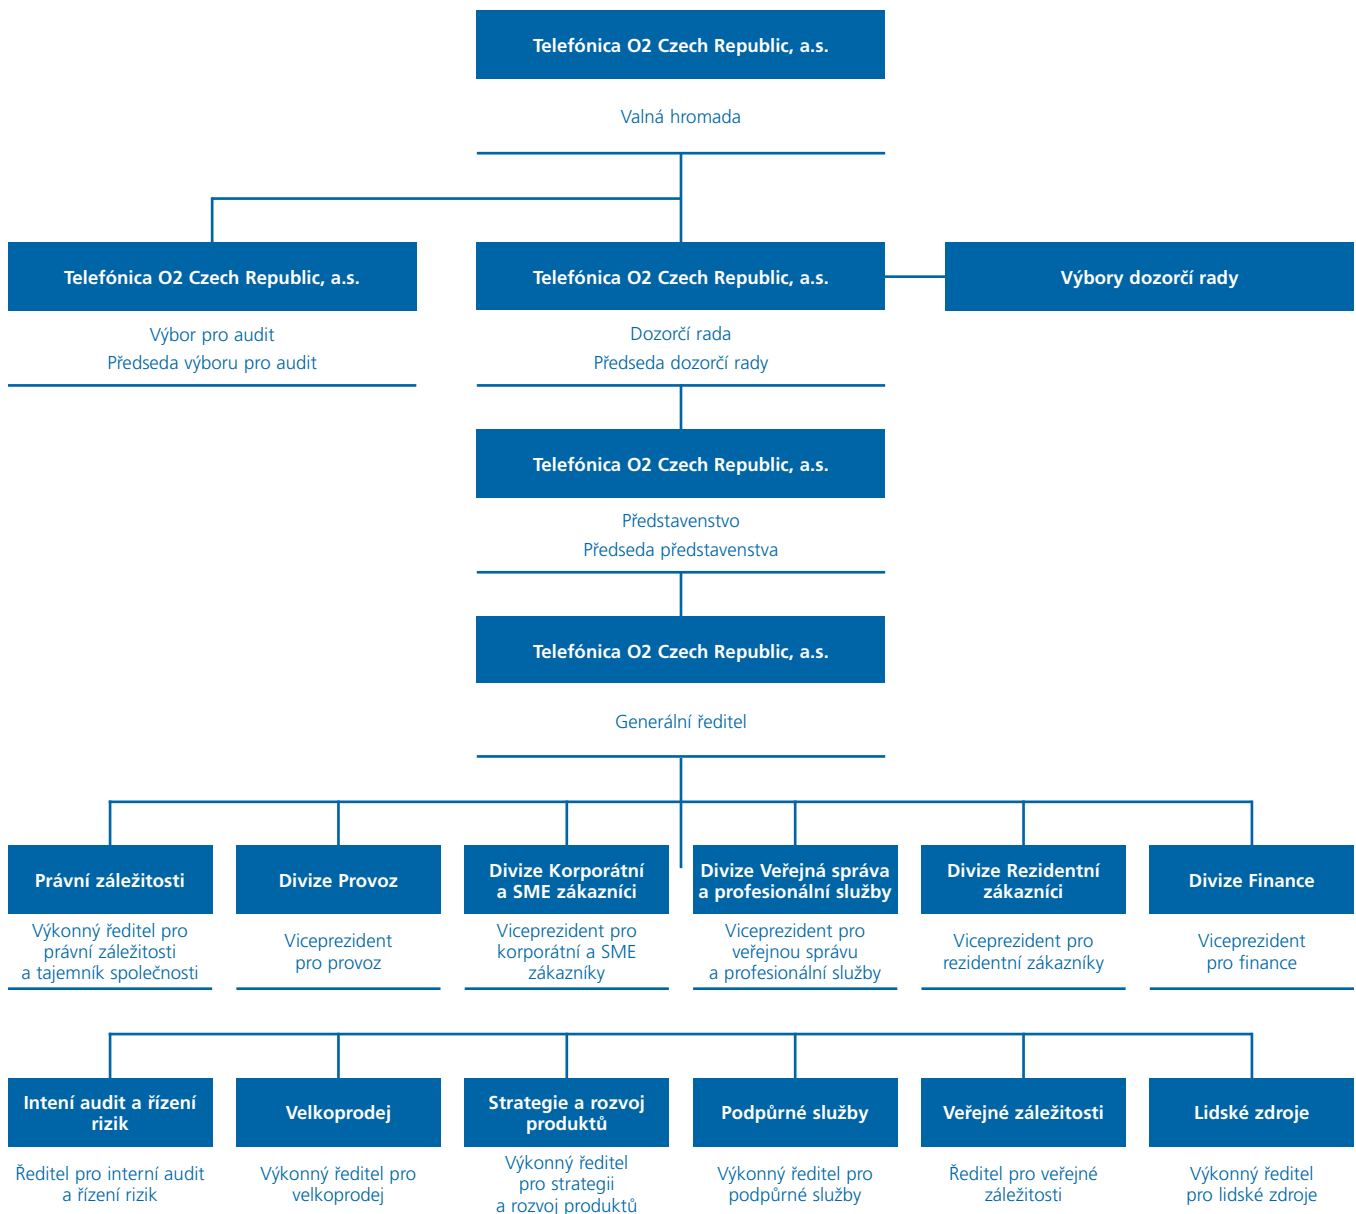 Telefónica O2 Czech Republic, a.s.
Valná hromada
Telefónica O2 Czech Republic, a.s.
Výbor pro audit
Předseda výboru pro audit
Telefónica O2 Czech Republic, a.s.
Dozorčí rada
Předseda dozorčí rady
Výbory dozorčí rady
Telefónica O2 Czech Republic, a.s.
Představenstvo
Předseda představenstva
Telefónica O2 Czech Republic, a.s.
Generální ředitel
Právní záležitosti
Výkonný ředitel pro
právní záležitosti
a tajemník společnosti
Divize Provoz
Viceprezident
pro provoz
Divize Korporátní
a SME zákazníci
Viceprezident pro
korporátní a SME
zákazníky
Divize Veřejná správa
a profesionální služby
Viceprezident pro
veřejnou správu
a profesionální služby
Divize Rezidentní
zákazníci
Viceprezident pro
rezidentní zákazníky
Divize Finance
Viceprezident
pro finance
Intení audit a řízení
rizik
Ředitel pro interní audit
a řízení rizik
Velkoprodej
Výkonný ředitel pro
velkoprodej
Strategie a rozvoj
produktů
Výkonný ředitel
pro strategii
a rozvoj produktů
Podpůrné služby
Výkonný ředitel pro
podpůrné služby
Veřejné záležitosti
Ředitel pro veřejné
záležitosti
Lidské zdroje
Výkonný ředitel
pro lidské zdroje